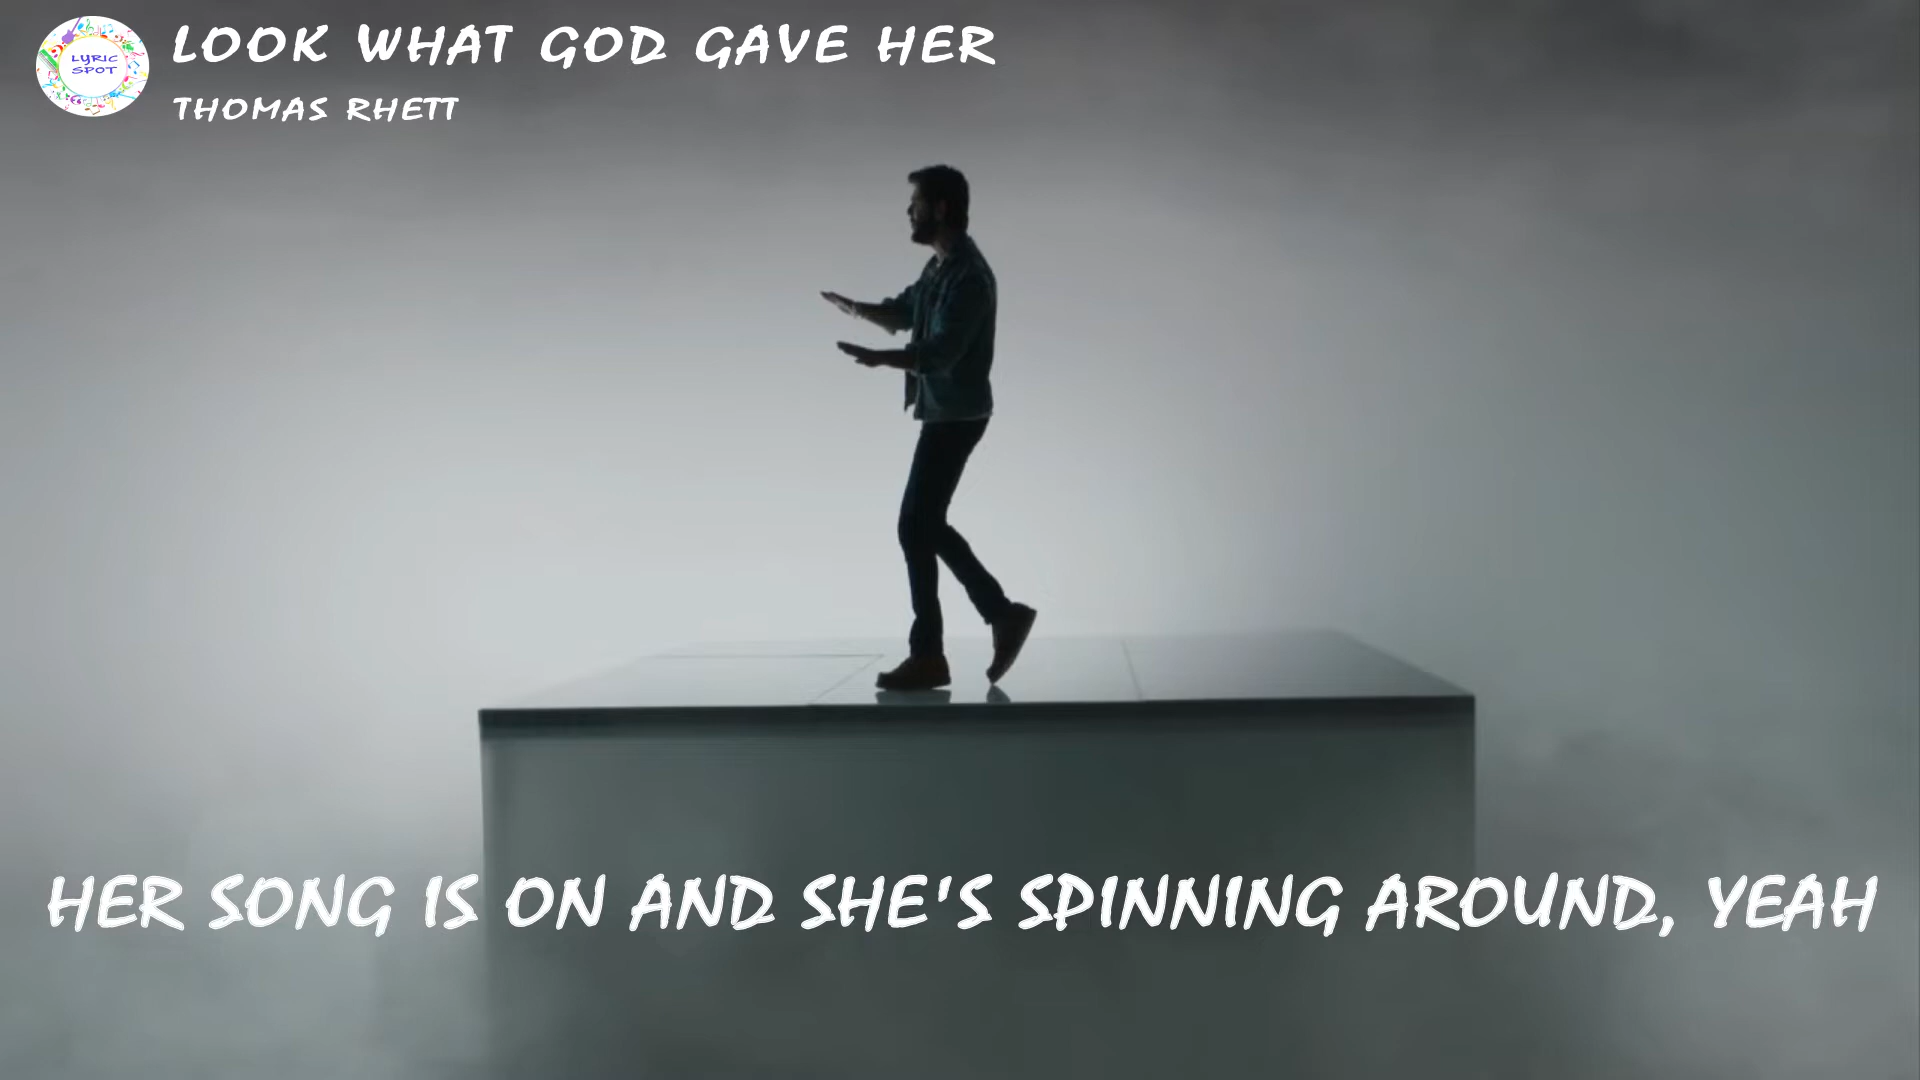 LYRIC
SPOT
LOOK WHAT GOD GAVE HER
THOMAS RHETT
HER SONG IS ON AND SHE'S SPINNING AROUND, YEAH